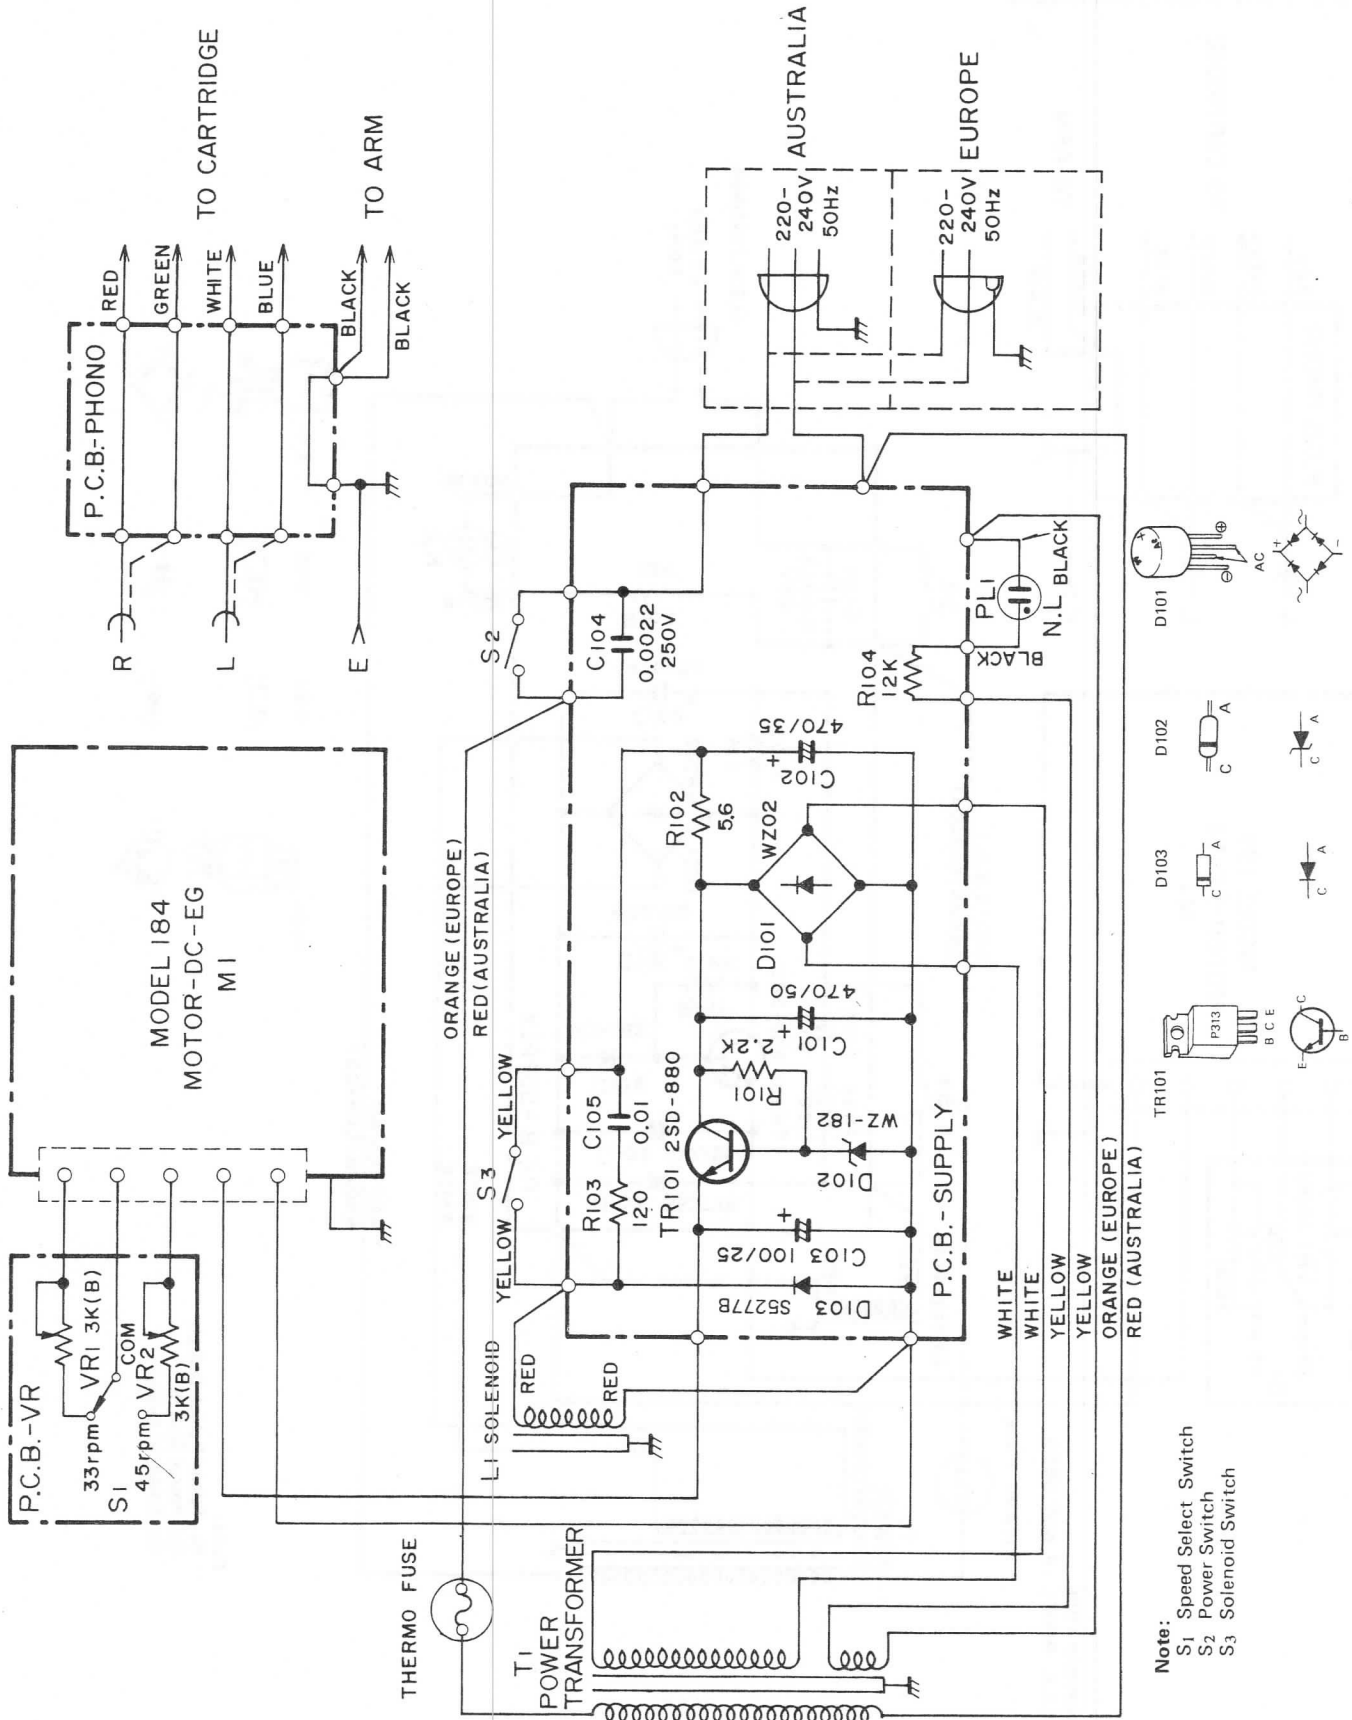 P.C.B.-VR
VR1 3K(B)
33rpm
COM
S1
45rpm
VR2
3K(B)
MODEL 184
MOTOR-DC-EG
M1
P.C.B.-PHONO
R
L
E
RED
GREEN
WHITE
BLUE
BLACK
BLACK
TO CARTRIDGE
TO ARM
THERMO FUSE
ORANGE (EUROPE)
RED (AUSTRALIA)
T1
POWER
TRANSFORMER
L1 SOLENOID
RED
RED
YELLOW
S3
YELLOW
R103
120
C105
0.01
S2
C104
0.0022
250V
TR101 2SD-880
R101
2.2K
C101
+
470/50
D101
WZ02
R102
5.6
C102
+
470/35
D103
S5277B
C103 100/25
+
D102
WZ-182
P.C.B.-SUPPLY
R104
12K
PL1
N.L
BLACK
BLACK
AUSTRALIA
220-
240V
50Hz
EUROPE
220-
240V
50Hz
WHITE
WHITE
YELLOW
YELLOW
ORANGE (EUROPE)
RED (AUSTRALIA)
TR101
P313
B C E
E
C
B
D103
C
A
C
A
D102
C
A
C
A
D101
AC
+
-
Note:
S1 Speed Select Switch
S2 Power Switch
S3 Solenoid Switch